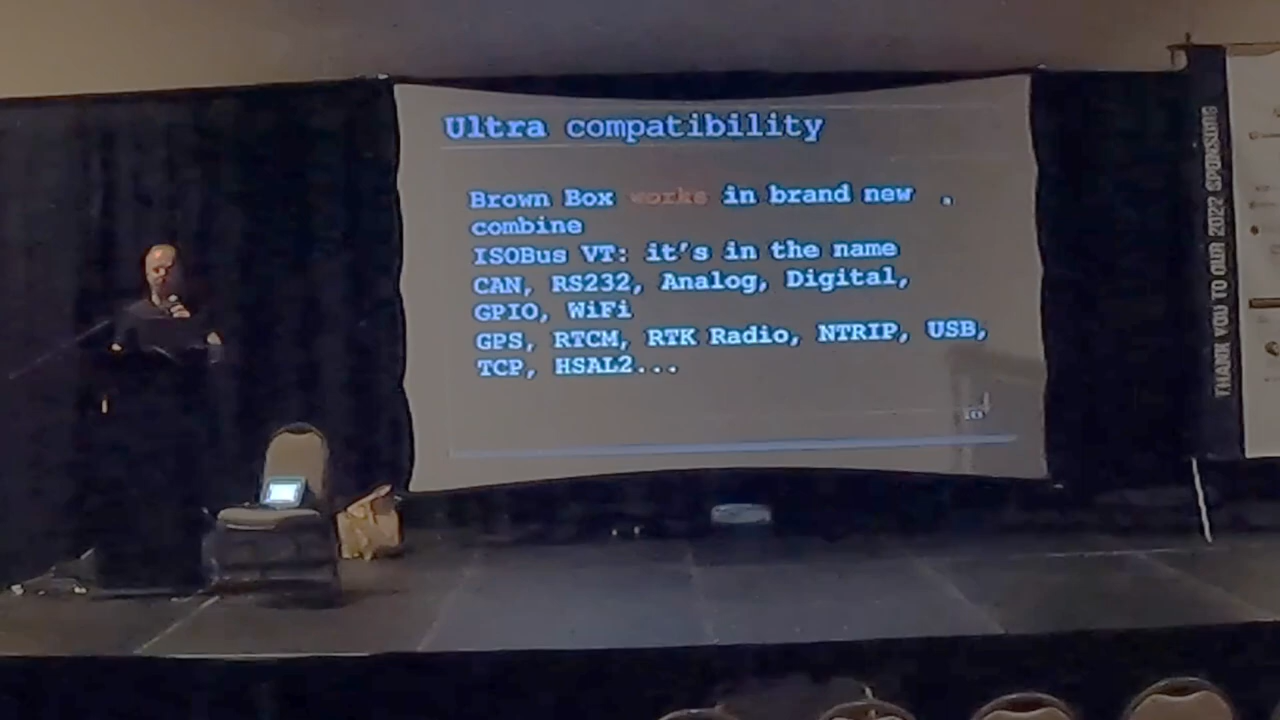 Ultra compatibility
Brown Box works in brand new
combine
ISOBus VT: it's in the name
CAN, RS232, Analog, Digital,
GPIO, WiFi
GPS, RTCM, RTK Radio, NTRIP, USB,
TCP, HSAL2...
THANK YOU TO OUR 2022 SPONSORS